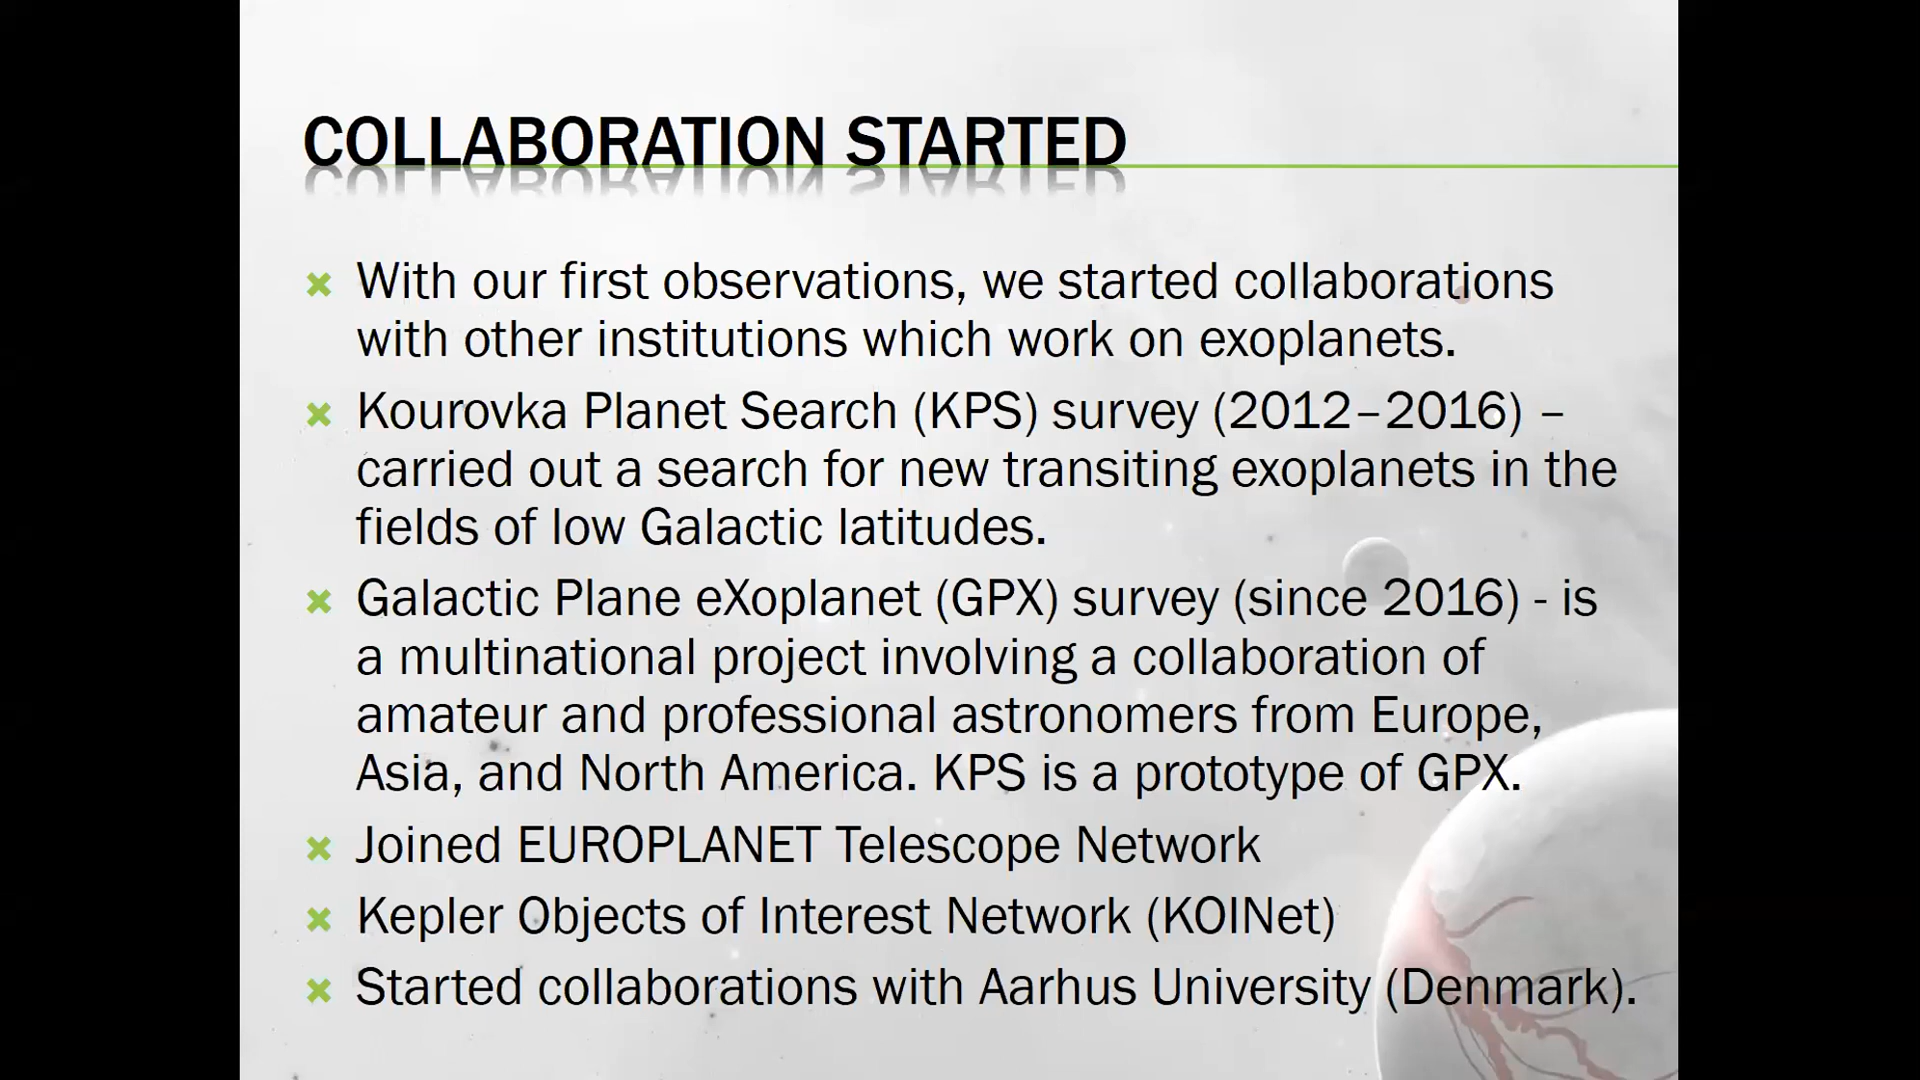 COLLABORATION STARTED
With our first observations, we started collaborations
with other institutions which work on exoplanets.
Kourovka Planet Search (KPS) survey (2012–2016) –
carried out a search for new transiting exoplanets in the
fields of low Galactic latitudes.
Galactic Plane eXoplanet (GPX) survey (since 2016) - is
a multinational project involving a collaboration of
amateur and professional astronomers from Europe,
Asia, and North America. KPS is a prototype of GPX.
Joined EUROPLANET Telescope Network
Kepler Objects of Interest Network (KOINet)
Started collaborations with Aarhus University (Denmark).